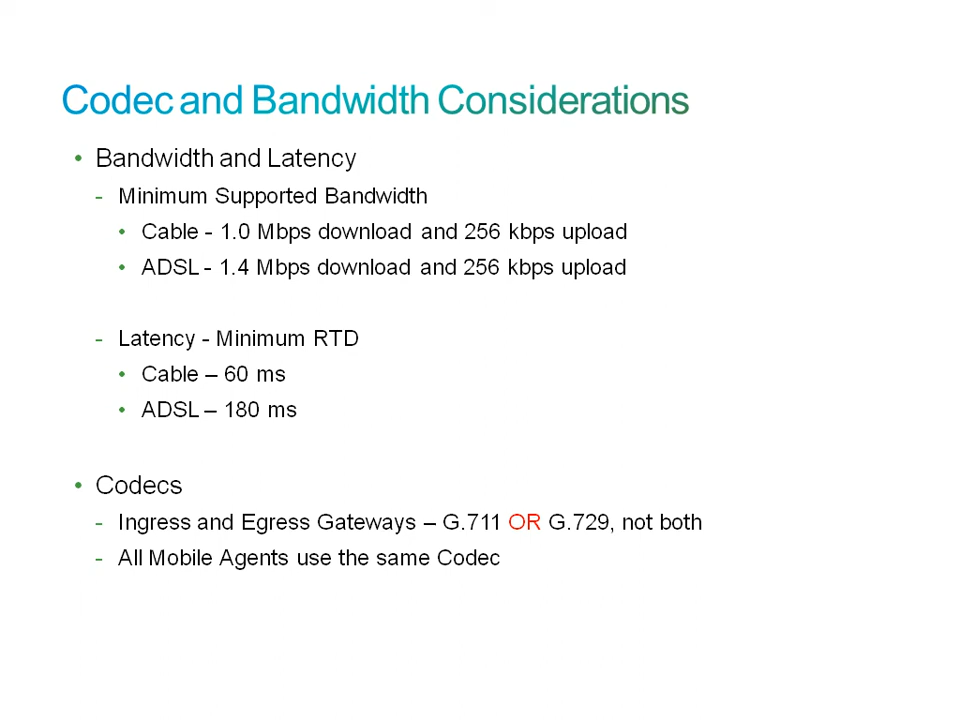 Codec and Bandwidth Considerations
• Bandwidth and Latency
- Minimum Supported Bandwidth
• Cable - 1.0 Mbps download and 256 kbps upload
• ADSL - 1.4 Mbps download and 256 kbps upload
- Latency - Minimum RTD
• Cable – 60 ms
• ADSL – 180 ms
• Codecs
- Ingress and Egress Gateways – G.711 OR G.729, not both
- All Mobile Agents use the same Codec